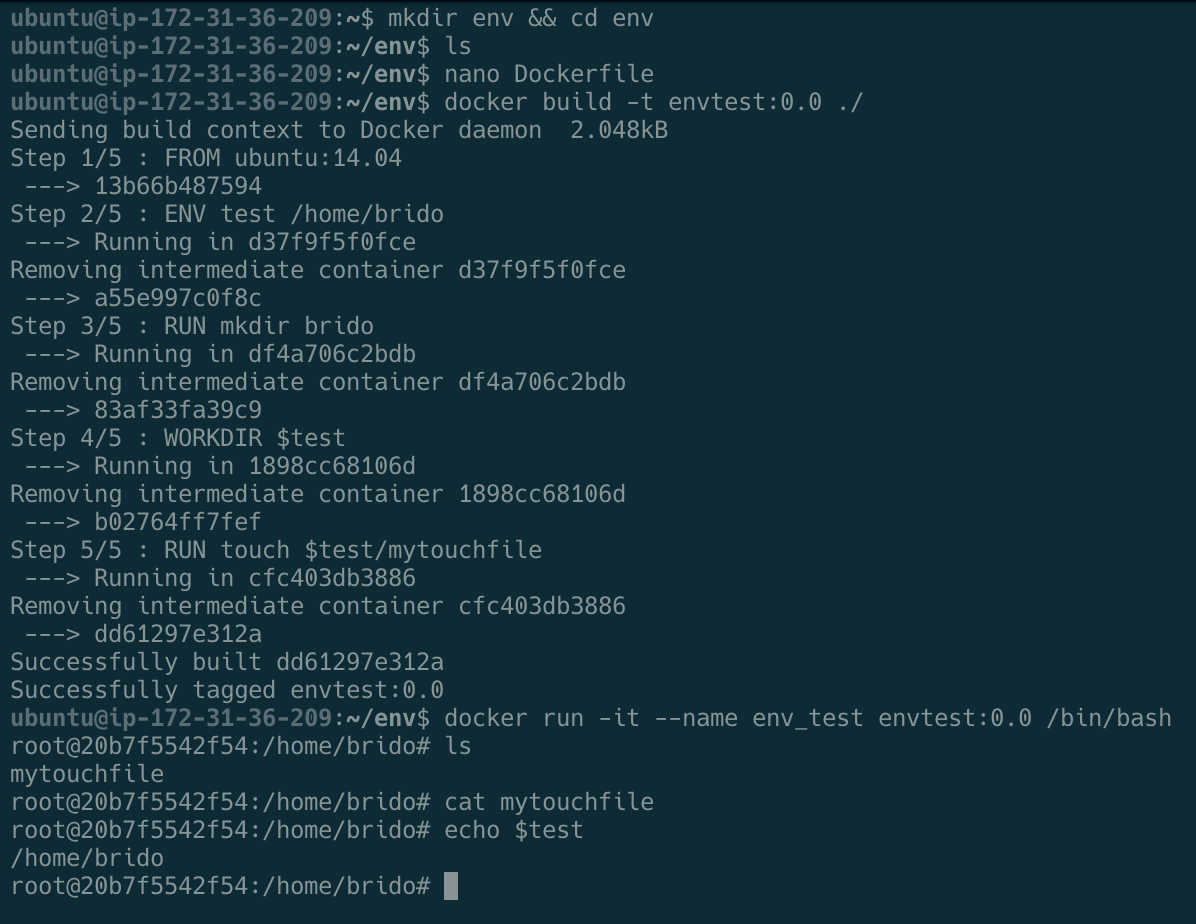 ubuntu@ip-172-31-36-209:~$ mkdir env && cd env
ubuntu@ip-172-31-36-209:~/env$ ls
ubuntu@ip-172-31-36-209:~/env$ nano Dockerfile
ubuntu@ip-172-31-36-209:~/env$ docker build -t envtest:0.0 ./
Sending build context to Docker daemon  2.048kB
Step 1/5 : FROM ubuntu:14.04
 ---> 13b66b487594
Step 2/5 : ENV test /home/brido
 ---> Running in d37f9f5f0fce
Removing intermediate container d37f9f5f0fce
 ---> a55e997c0f8c
Step 3/5 : RUN mkdir brido
 ---> Running in df4a706c2bdb
Removing intermediate container df4a706c2bdb
 ---> 83af33fa39c9
Step 4/5 : WORKDIR $test
 ---> Running in 1898cc68106d
Removing intermediate container 1898cc68106d
 ---> b02764ff7fef
Step 5/5 : RUN touch $test/mytouchfile
 ---> Running in cfc403db3886
Removing intermediate container cfc403db3886
 ---> dd61297e312a
Successfully built dd61297e312a
Successfully tagged envtest:0.0
ubuntu@ip-172-31-36-209:~/env$ docker run -it --name env_test envtest:0.0 /bin/bash
root@20b7f5542f54:/home/brido# ls
mytouchfile
root@20b7f5542f54:/home/brido# cat mytouchfile
root@20b7f5542f54:/home/brido# echo $test
/home/brido
root@20b7f5542f54:/home/brido#